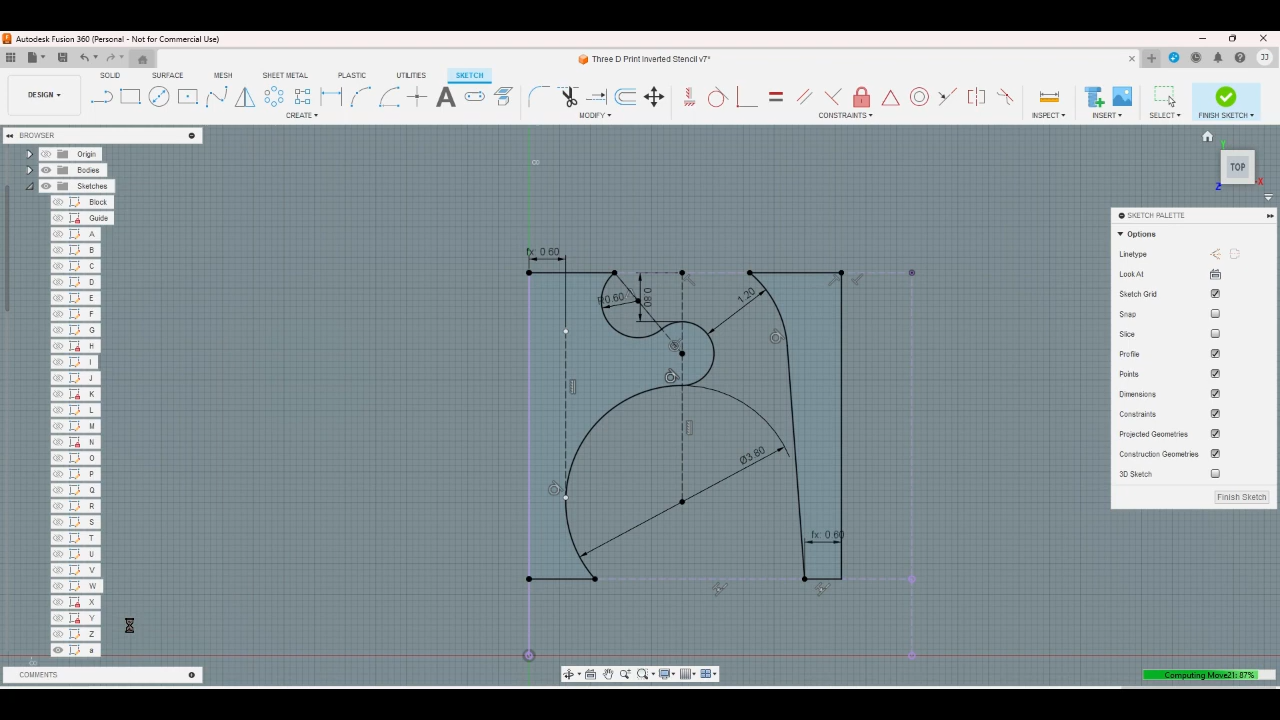 Autodesk Fusion 360 (Personal - Not for Commercial Use)
Three D Print Inverted Stencil v7*
JJ
SOLID SURFACE MESH SHEET METAL PLASTIC UTILITIES SKETCH
DESIGN
CREATE MODIFY CONSTRAINTS INSPECT INSERT SELECT FINISH SKETCH
BROWSER
Origin
Bodies
Sketches
Block
Guide
A
B
C
D
E
F
G
H
I
J
K
L
M
N
O
P
Q
R
S
T
U
V
W
X
Y
Z
a
COMMENTS
fx: 0.60
R0.60
0.80
1.20
Ø3.80
fx: 0.60
TOP
Y
X
Z
SKETCH PALETTE
Options
Linetype
Look At
Sketch Grid
Snap
Slice
Profile
Points
Dimensions
Constraints
Projected Geometries
Construction Geometries
3D Sketch
Finish Sketch
Computing Move21: 87%